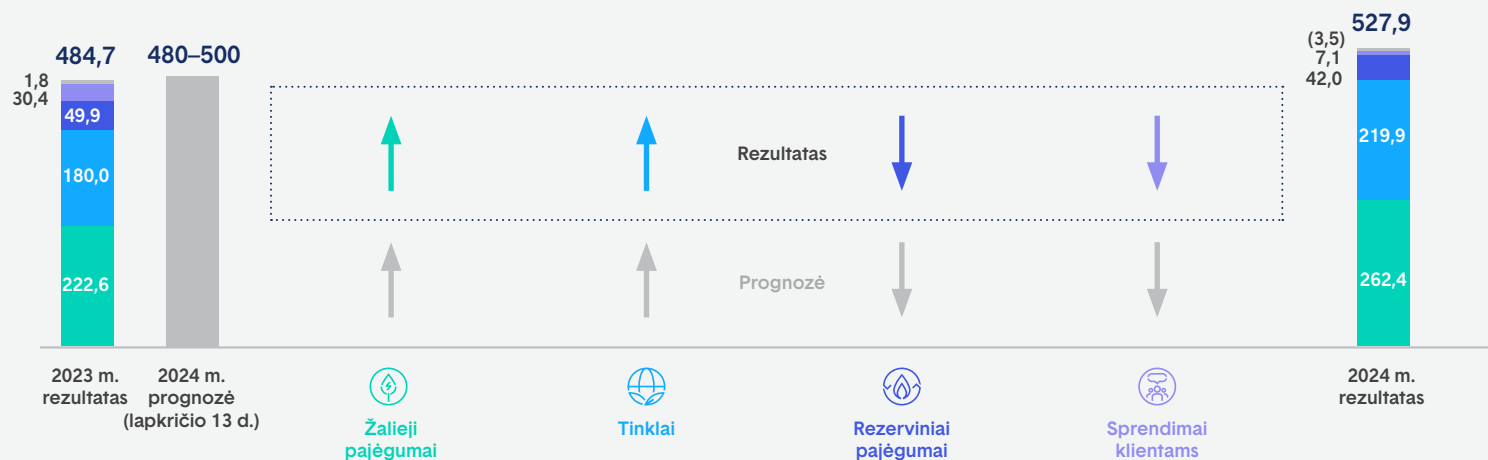 484,7
1,8
30,4
49,9
180,0
222,6
480–500
Rezultatas
Prognozė
527,9
(3,5)
7,1
42,0
219,9
262,4
2023 m.
rezultatas
2024 m.
prognozė
(lapkričio 13 d.)
Žalieji
pajėgumai
Tinklai
Rezerviniai
pajėgumai
Sprendimai
klientams
2024 m.
rezultatas